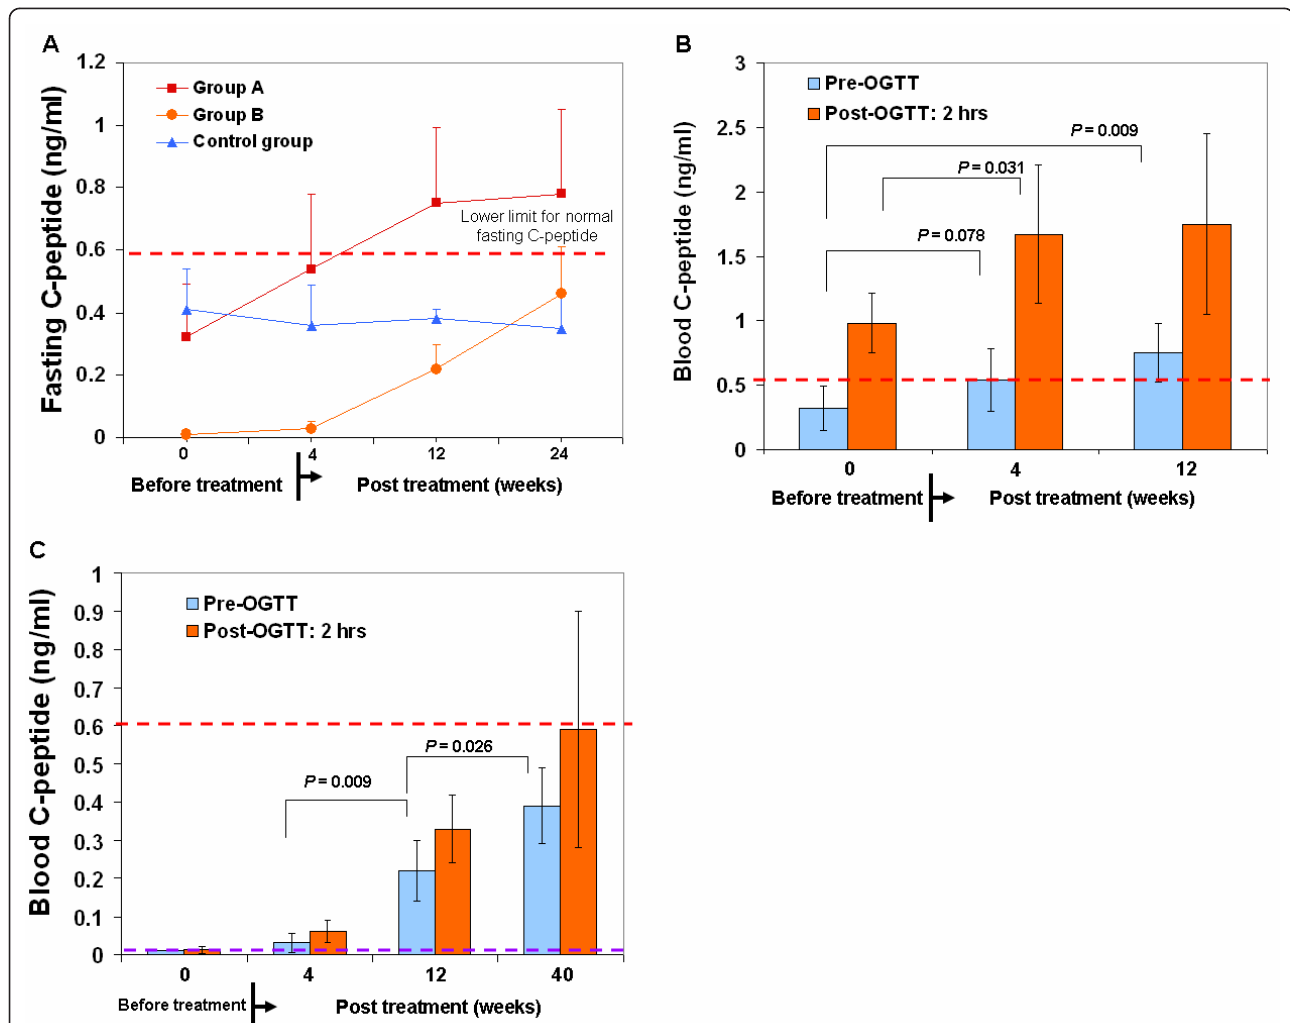 A
Fasting C-peptide (ng/ml)
1.2
1
0.8
0.6
0.4
0.2
0
Group A
Group B
Control group
Lower limit for normal
fasting C-peptide
0 4 12 24
Before treatment Post treatment (weeks)
B
Blood C-peptide (ng/ml)
3
2.5
2
1.5
1
0.5
0
Pre-OGTT
Post-OGTT: 2 hrs
P = 0.009
P = 0.031
P = 0.078
0 4 12
Before treatment Post treatment (weeks)
C
Blood C-peptide (ng/ml)
1
0.9
0.8
0.7
0.6
0.5
0.4
0.3
0.2
0.1
0
Pre-OGTT
Post-OGTT: 2 hrs
P = 0.026
P = 0.009
0 4 12 40
Before treatment Post treatment (weeks)